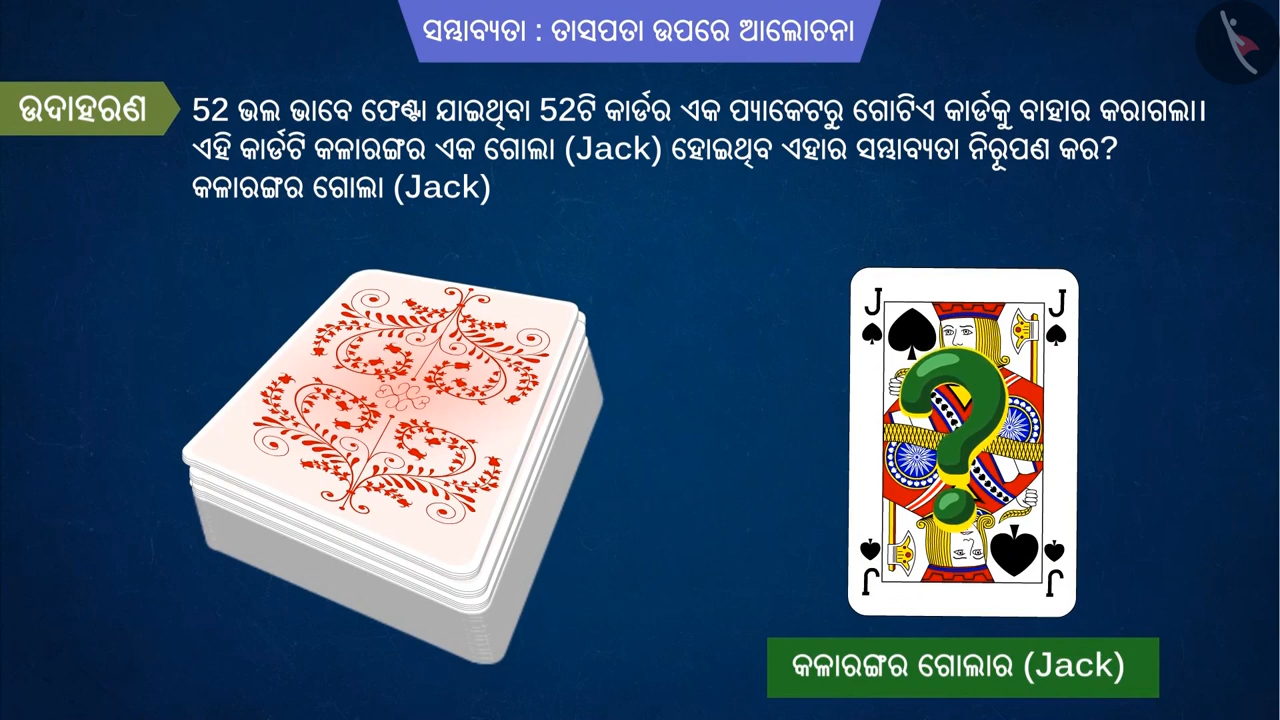 ସମ୍ଭାବ୍ୟତା : ତାସପତା ଉପରେ ଆଲୋଚନା
ଉଦାହରଣ
52 ଭଲ ଭାବେ ଫେଣ୍ଟା ଯାଇଥିବା 52ଟି କାର୍ଡର ଏକ ପ୍ୟାକେଟରୁ ଗୋଟିଏ କାର୍ଡକୁ ବାହାର କରାଗଲା।
ଏହି କାର୍ଡଟି କଳାରଙ୍ଗର ଏକ ଗୋଲା (Jack) ହୋଇଥିବ ଏହାର ସମ୍ଭାବ୍ୟତା ନିରୂପଣ କର?
କଳାରଙ୍ଗର ଗୋଲା (Jack)
J J
?
J J
କଳାରଙ୍ଗର ଗୋଲାର (Jack)